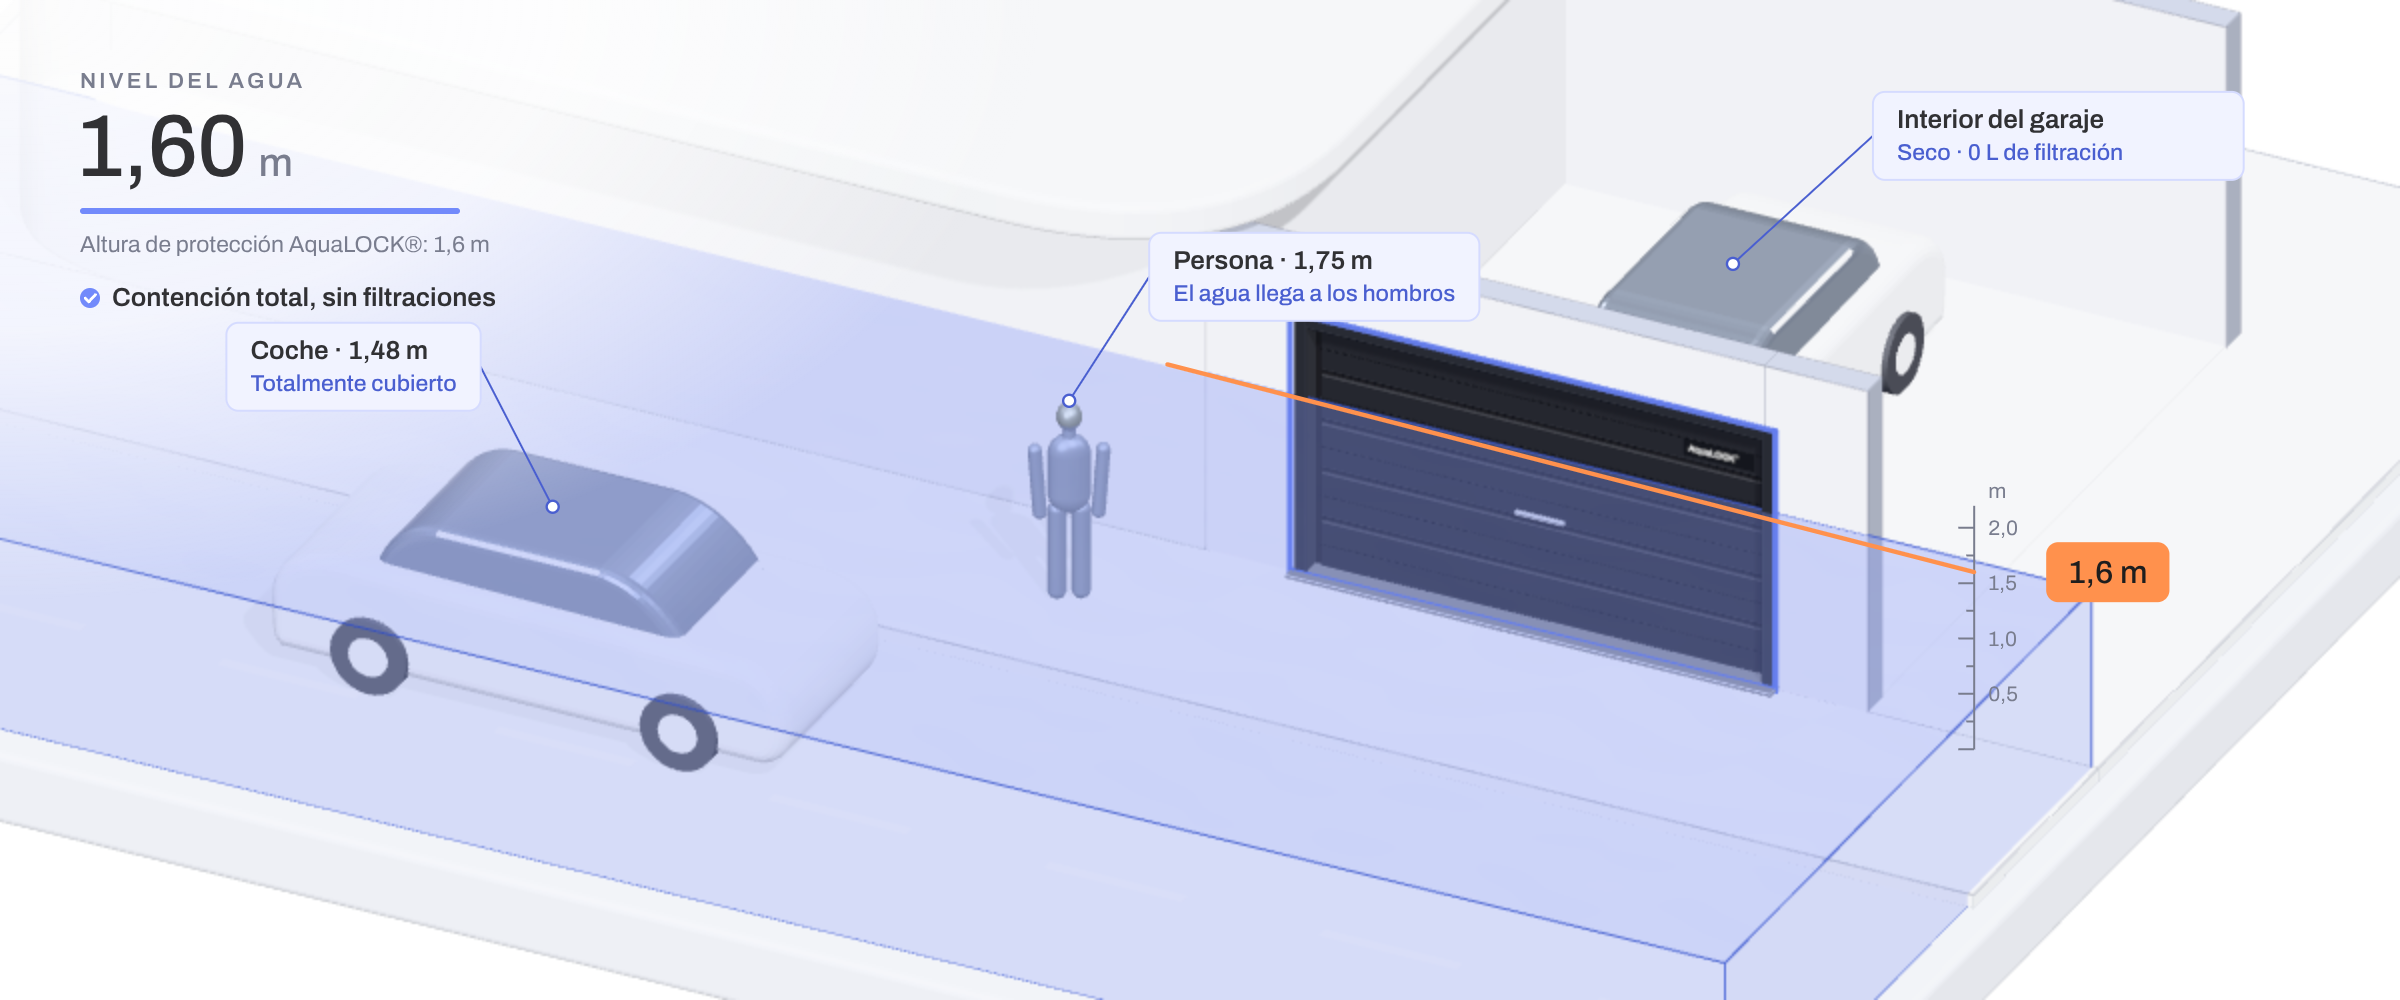 NIVEL DEL AGUA
1,60 m
Altura de protección AquaLOCK®: 1,6 m
Contención total, sin filtraciones
Coche · 1,48 m
Totalmente cubierto
Persona · 1,75 m
El agua llega a los hombros
Interior del garaje
Seco · 0 L de filtración
AquaLOCK
m
2,0
1,5
1,0
0,5
1,6 m